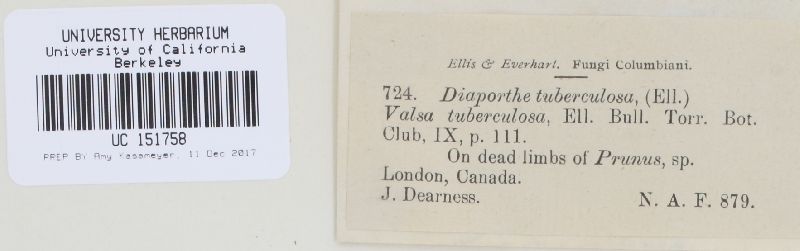 UNIVERSITY HERBARIUM
University of California
Berkeley
UC 151758
PREP BY Amy Kasameyer, 11 Dec 2017
Ellis & Everhart. Fungi Columbiani.
724. Diaporthe tuberculosa, (Ell.)
Valsa tuberculosa, Ell. Bull. Torr. Bot.
Club, IX, p. 111.
On dead limbs of Prunus, sp.
London, Canada.
J. Dearness. N. A. F. 879.